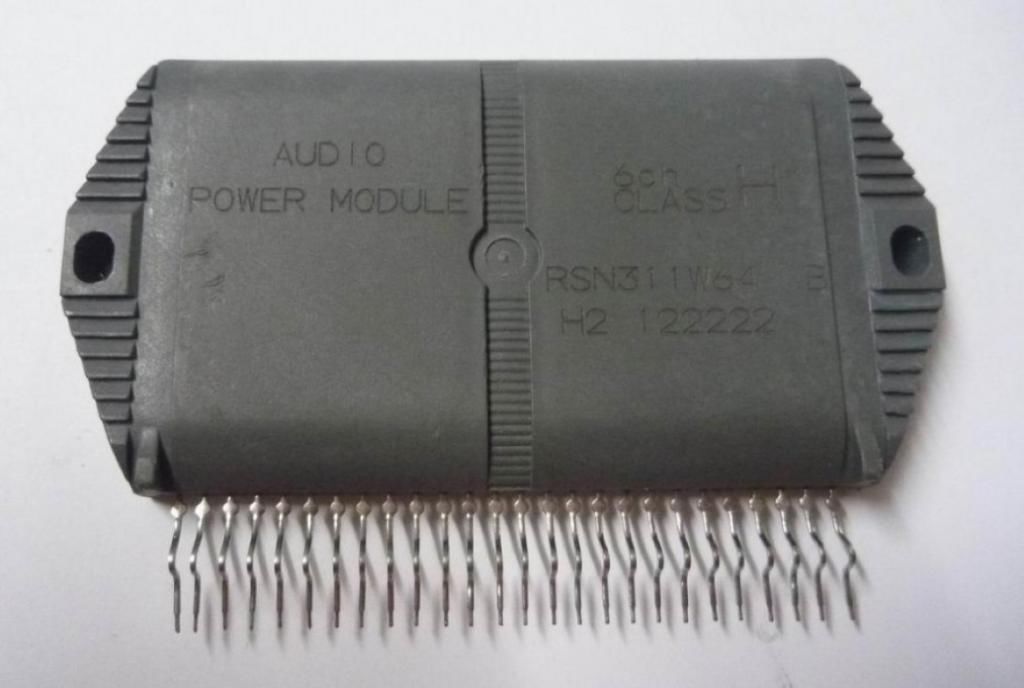 AUDIO
POWER MODULE
6ch
CLASS H
RSN311W64 B
H2 122222